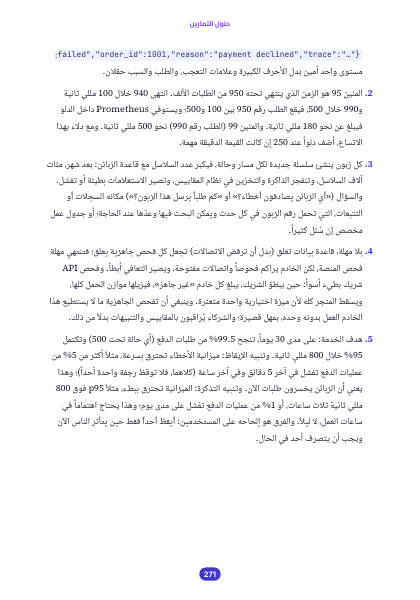 حلول التمارين
{"failed","order_id":1001,"reason":"payment declined","trace":"…:
مستوى واحد أمين بدل الأحرف الكبيرة وعلامات التعجب، والطلب والسبب حقلان.
2. المئين 95 هو الزمن الذي ينتهي تحته 950 من الطلبات الألف. انتهى 940 خلال 100 مللي ثانية
و990 خلال 500، فيقع الطلب رقم 950 بين 100 و500؛ ويستوفي Prometheus داخل الدلو
فيبلغ عن نحو 180 مللي ثانية. والمئين 99 (الطلب رقم 990) نحو 500 مللي ثانية. ومع دلاء بهذا
الاتساع، أضف دلواً عند 250 إن كانت القيمة الدقيقة مهمة.
3. كل زبون ينشئ سلسلة جديدة لكل مسار وحالة، فيكبر عدد السلاسل مع قاعدة الزبائن: بعد شهر، مئات
آلاف السلاسل، وتنفجر الذاكرة والتخزين في نظام المقاييس، وتصير الاستعلامات بطيئة أو تفشل.
والسؤال («أي الزبائن يصادفون أخطاء؟» أو «كم طلباً يرسل هذا الزبون؟») مكانه السجلات أو
التتبعات، التي تحمل رقم الزبون في كل حدث ويمكن البحث فيها وعدّها عند الحاجة؛ أو جدول عمل
مخصص إن سُئل كثيراً.
4. بلا مهلة، قاعدة بيانات تعلق (بدل أن ترفض الاتصالات) تجعل كل فحص جاهزية يعلق؛ فتنتهي مهلة
فحص المنصة، لكن الخادم يراكم فحوصاً واتصالات مفتوحة، ويصير التعافي أبطأ. وفحص API
شريك بطيء أسوأ: حين يبطؤ الشريك، يبلغ كل خادم «غير جاهز»، فيزيلها موازن الحمل كلها،
ويسقط المتجر كله لأن ميزة اختيارية واحدة متعثرة. وينبغي أن تفحص الجاهزية ما لا يستطيع هذا
الخادم العمل بدونه وحده، بمهل قصيرة؛ والشركاء يُراقبون بالمقاييس والتنبيهات بدلاً من ذلك.
5. هدف الخدمة: على مدى 30 يوماً، تنجح 99.5% من طلبات الدفع (أي حالة تحت 500) وتكتمل
95% خلال 800 مللي ثانية. وتنبيه الإيقاظ: ميزانية الأخطاء تحترق بسرعة، مثلاً أكثر من 5% من
عمليات الدفع تفشل في آخر 5 دقائق وفي آخر ساعة (كلاهما، فلا توقظ رجفة واحدة أحداً)؛ وهذا
يعني أن الزبائن يخسرون طلبات الآن. وتنبيه التذكرة: الميزانية تحترق ببطء، مثلاً p95 فوق 800
مللي ثانية ثلاث ساعات، أو 1% من عمليات الدفع تفشل على مدى يوم؛ وهذا يحتاج اهتماماً في
ساعات العمل، لا ليلاً. والفرق هو إلحاحه على المستخدمين: أيقظ أحداً فقط حين يتأثر الناس الآن
ويجب أن يتصرف أحد في الحال.
271